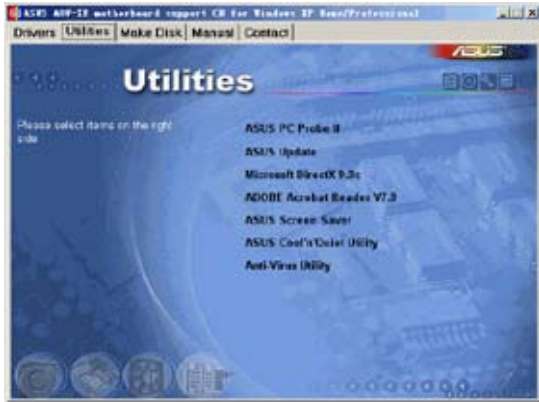 ASUS motherboard support CD for Windows XP Home/Professional
Drivers Utilities Make Disk Manual Contact
ASUS
Utilities
Please select items on the right
side
ASUS PC Probe II
ASUS Update
Microsoft DirectX 9.0c
ADOBE Acrobat Reader V7.0
ASUS Screen Saver
ASUS Cool'n'Quiet Utility
Anti-Virus Utility